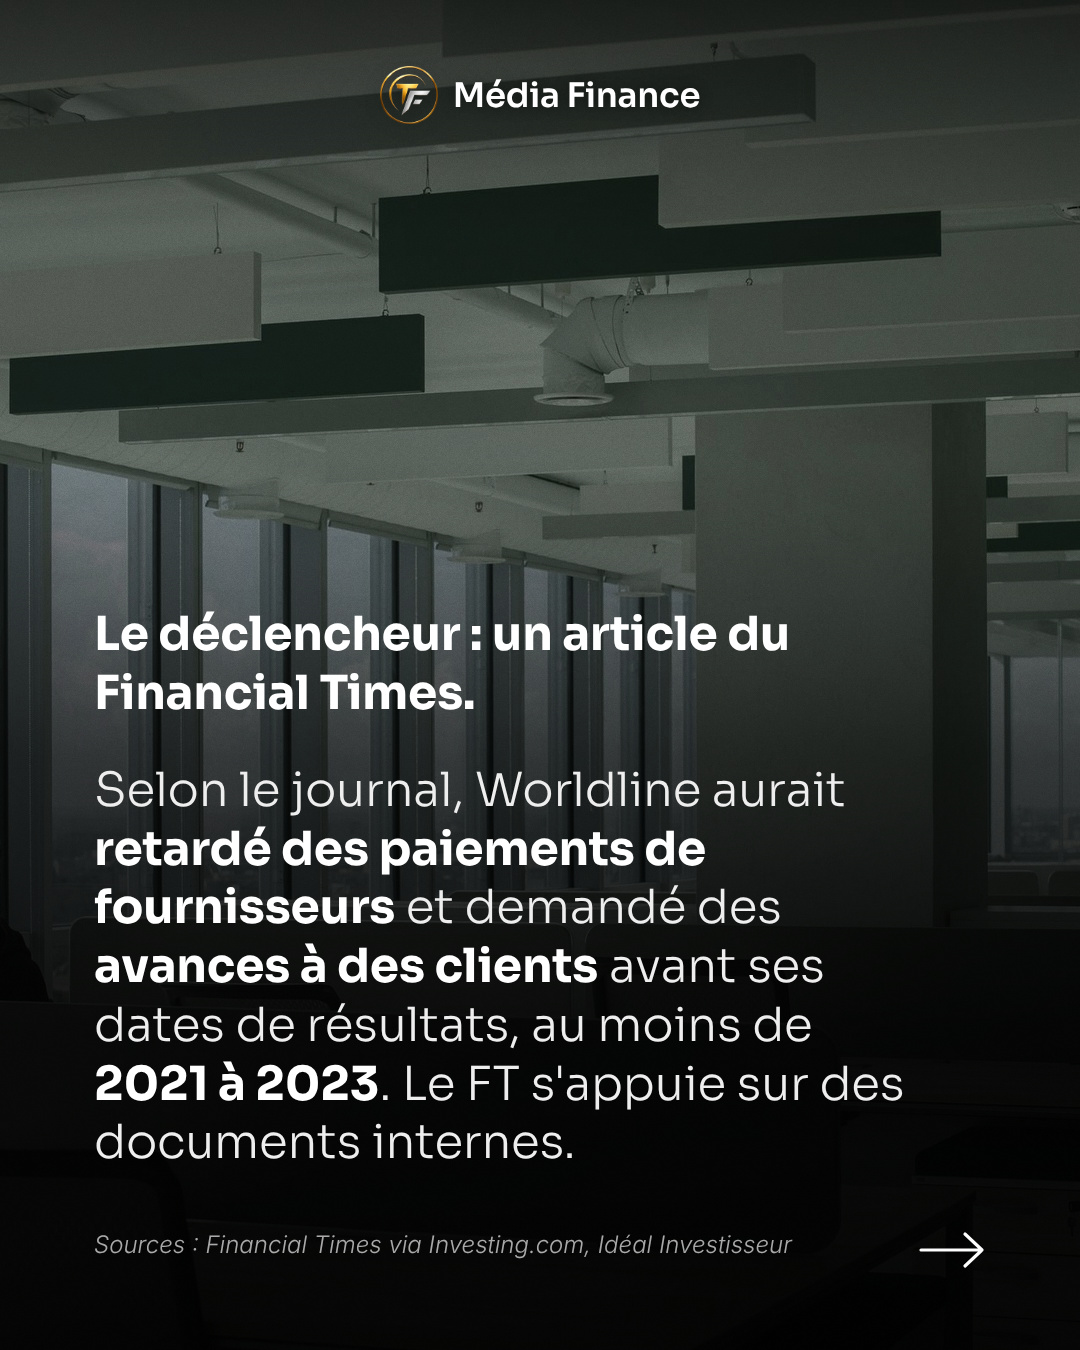 TF Média Finance
Le déclencheur : un article du
Financial Times.
Selon le journal, Worldline aurait
retardé des paiements de
fournisseurs et demandé des
avances à des clients avant ses
dates de résultats, au moins de
2021 à 2023. Le FT s'appuie sur des
documents internes.
Sources : Financial Times via Investing.com, Idéal Investisseur